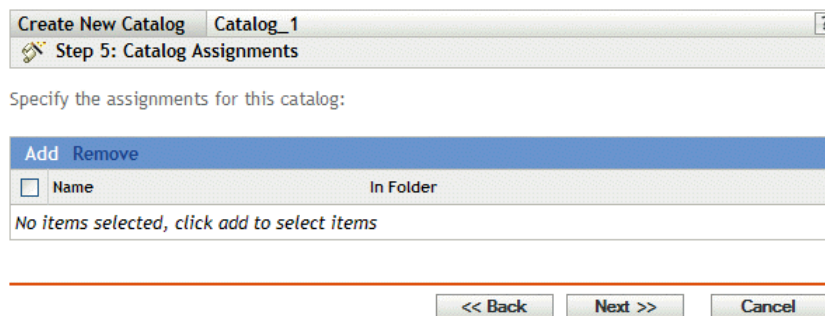 Create New Catalog Catalog_1 ?
Step 5: Catalog Assignments
Specify the assignments for this catalog:
Add Remove
Name In Folder
No items selected, click add to select items
<< Back Next >> Cancel